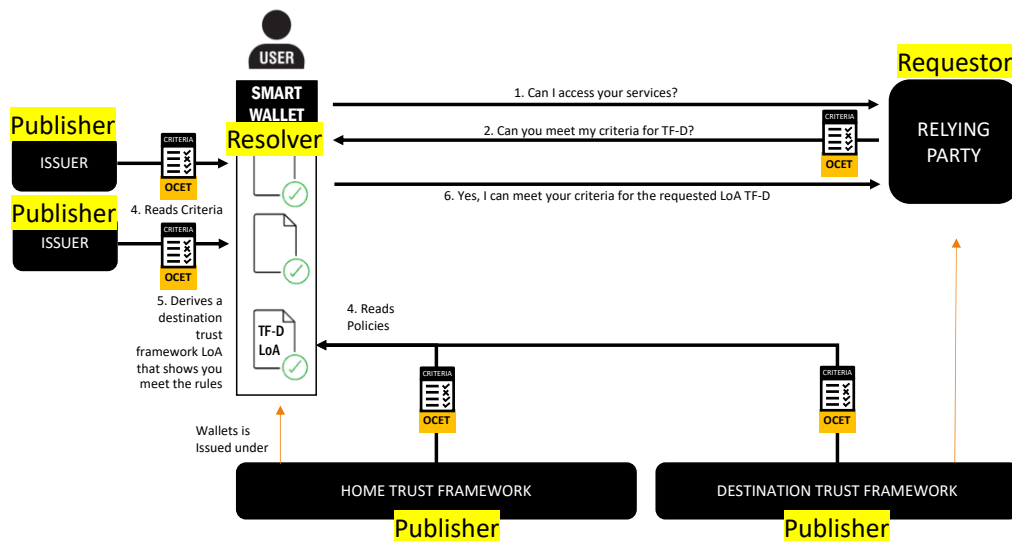 USER
SMART
WALLET
Resolver
Requestor
RELYING
PARTY
1. Can I access your services?
2. Can you meet my criteria for TF-D?
CRITERIA
OCET
6. Yes, I can meet your criteria for the requested LoA TF-D
Publisher
ISSUER
CRITERIA
OCET
4. Reads Criteria
Publisher
ISSUER
CRITERIA
OCET
5. Derives a
destination
trust
framework LoA
that shows you
meet the rules
TF-D
LoA
4. Reads
Policies
CRITERIA
OCET
CRITERIA
OCET
Wallets is
Issued under
HOME TRUST FRAMEWORK
Publisher
DESTINATION TRUST FRAMEWORK
Publisher